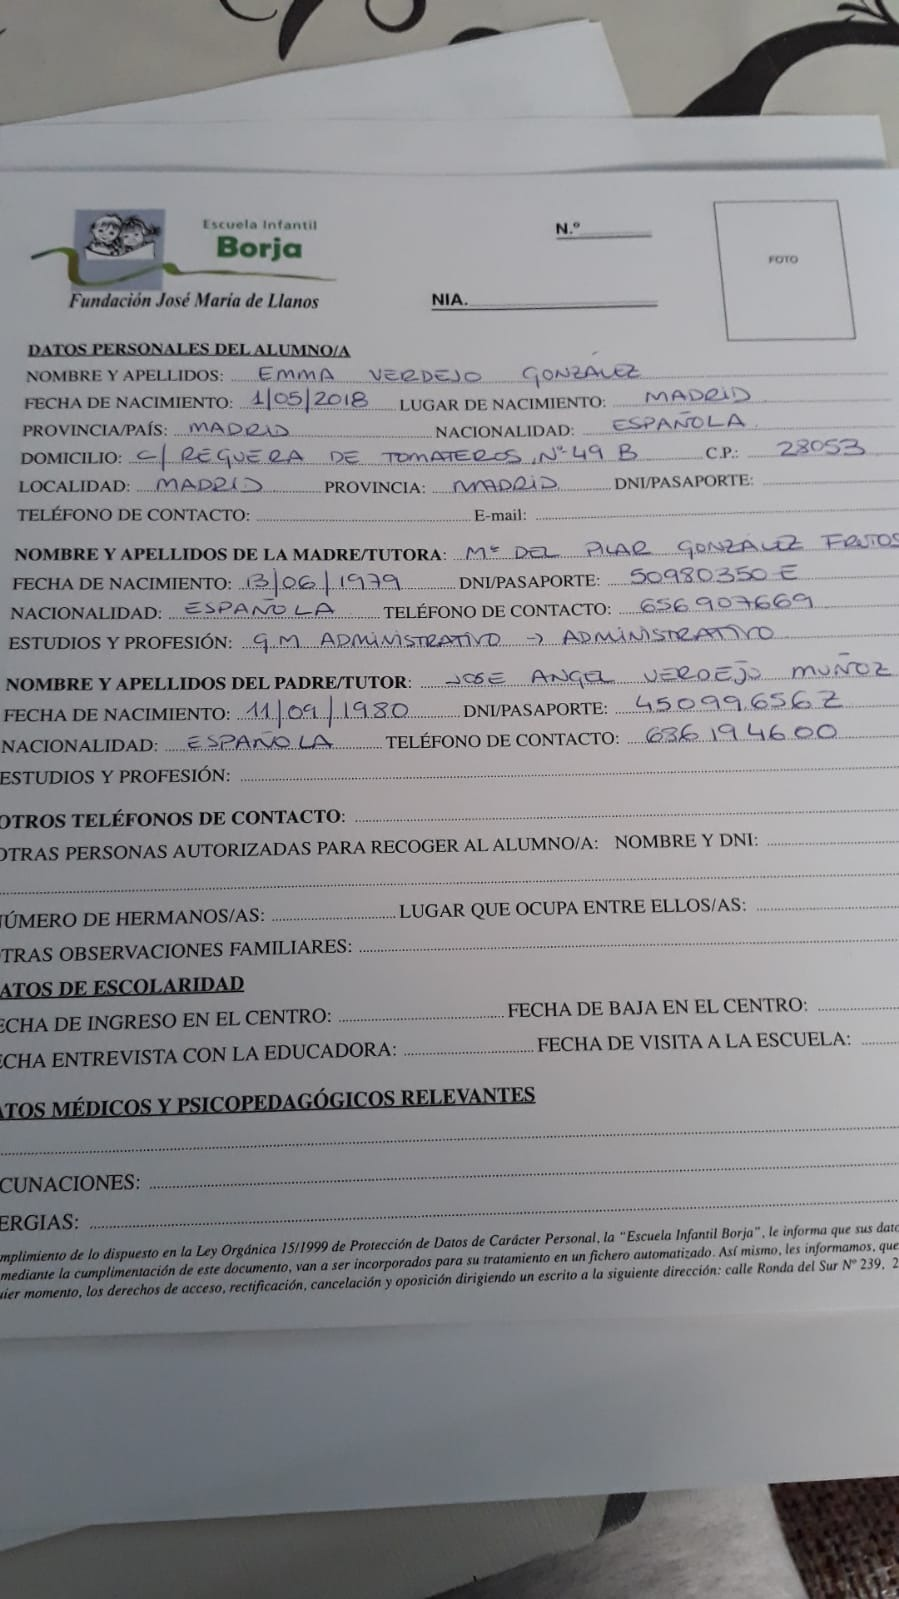 Escuela Infantil
Borja
Fundación José María de Llanos
N.º
NIA.
FOTO
DATOS PERSONALES DEL ALUMNO/A
NOMBRE Y APELLIDOS: EMMA VERDEJO GONZÁLEZ
FECHA DE NACIMIENTO: 1/05/2018 LUGAR DE NACIMIENTO: MADRID
PROVINCIA/PAÍS: MADRID NACIONALIDAD: ESPAÑOLA
DOMICILIO: C/ REGUERA DE TOMATEROS, Nº 49 B C.P.: 28053
LOCALIDAD: MADRID PROVINCIA: MADRID DNI/PASAPORTE:
TELÉFONO DE CONTACTO: E-mail:
NOMBRE Y APELLIDOS DE LA MADRE/TUTORA: Mª DEL PILAR GONZÁLEZ FRUTOS
FECHA DE NACIMIENTO: 13/06/1979 DNI/PASAPORTE: 50980350 E
NACIONALIDAD: ESPAÑOLA TELÉFONO DE CONTACTO: 656907669
ESTUDIOS Y PROFESIÓN: G.M ADMINISTRATIVO → ADMINISTRATIVO
NOMBRE Y APELLIDOS DEL PADRE/TUTOR: JOSE ANGEL VERDEJO MUÑOZ
FECHA DE NACIMIENTO: 11/09/1980 DNI/PASAPORTE: 45099656Z
NACIONALIDAD: ESPAÑOLA TELÉFONO DE CONTACTO: 636194600
ESTUDIOS Y PROFESIÓN:
OTROS TELÉFONOS DE CONTACTO:
OTRAS PERSONAS AUTORIZADAS PARA RECOGER AL ALUMNO/A: NOMBRE Y DNI:
NÚMERO DE HERMANOS/AS: LUGAR QUE OCUPA ENTRE ELLOS/AS:
TRAS OBSERVACIONES FAMILIARES:
ATOS DE ESCOLARIDAD
ECHA DE INGRESO EN EL CENTRO: FECHA DE BAJA EN EL CENTRO:
ECHA ENTREVISTA CON LA EDUCADORA: FECHA DE VISITA A LA ESCUELA:
ATOS MÉDICOS Y PSICOPEDAGÓGICOS RELEVANTES
CUNACIONES:
ERGIAS:
mplimiento de lo dispuesto en la Ley Orgánica 15/1999 de Protección de Datos de Carácter Personal, la "Escuela Infantil Borja", le informa que sus dato
mediante la cumplimentación de este documento, van a ser incorporados para su tratamiento en un fichero automatizado. Así mismo, les informamos, que
uier momento, los derechos de acceso, rectificación, cancelación y oposición dirigiendo un escrito a la siguiente dirección: calle Ronda del Sur Nº 239, 2